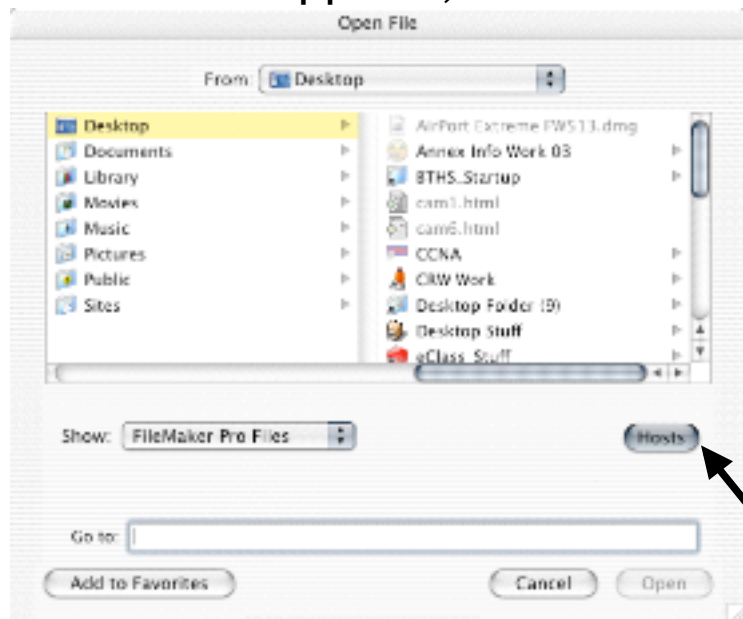 Open File
From: Desktop
Desktop
Documents
Library
Movies
Music
Pictures
Public
Sites
AirPort Extreme FW513.dmg
Annex Info Work 03
BTHS_Startup
cam1.html
cam6.html
CCNA
CRW Work
Desktop Folder (9)
Desktop Stuff
eClass_Stuff
Show: FileMaker Pro Files
Hosts
Go to:
Add to Favorites
Cancel
Open